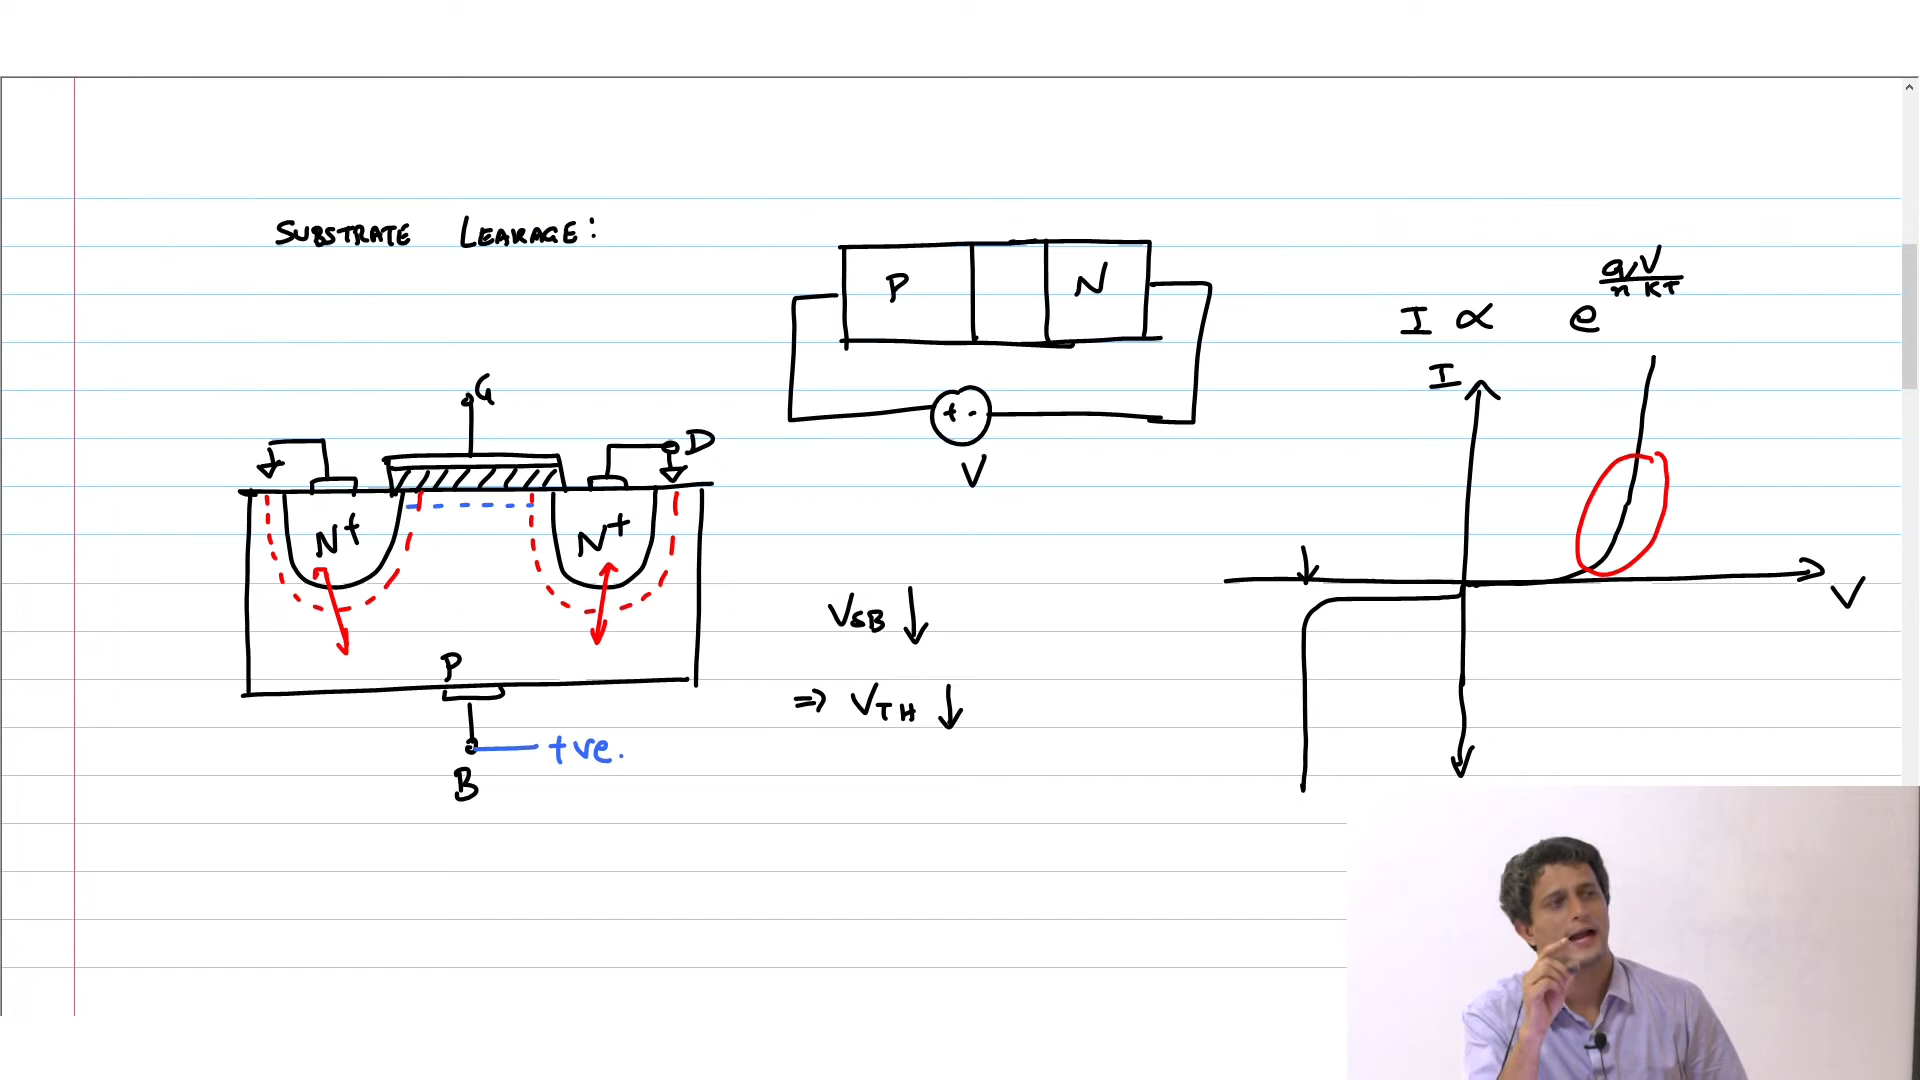 SUBSTRATE LEAKAGE:
P N
+ -
V
I ∝ e^(qV/nKT)
I
V
G
D
N+ N+
P
B
+ve.
VSB ↓
⇒ VTH ↓